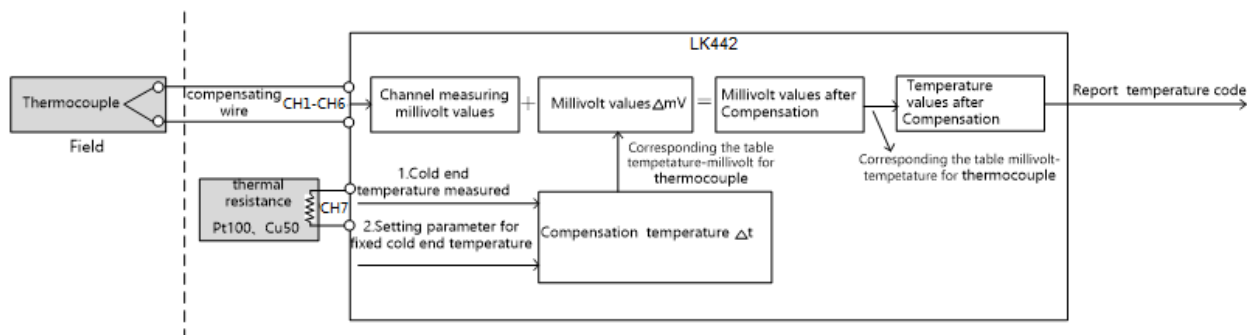 LK442
Thermocouple
Field
compensating
wire
CH1-CH6
Channel measuring
millivolt values
+
Millivolt values △mV
=
Millivolt values after
Compensation
Temperature
values after
Compensation
Report temperature code
Corresponding the table
tempetature-millivolt for
thermocouple
Corresponding the table millivolt-
tempetature for thermocouple
thermal
resistance
Pt100、Cu50
CH7
1.Cold end
temperature measured
2.Setting parameter for
fixed cold end temperature
Compensation temperature △t